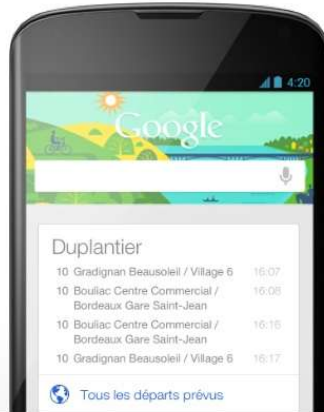 4:20
Google
Duplantier
10 Gradignan Beausoleil / Village 6 16:07
10 Bouliac Centre Commercial / 16:08
Bordeaux Gare Saint-Jean
10 Bouliac Centre Commercial / 16:16
Bordeaux Gare Saint-Jean
10 Gradignan Beausoleil / Village 6 16:17
Tous les départs prévus